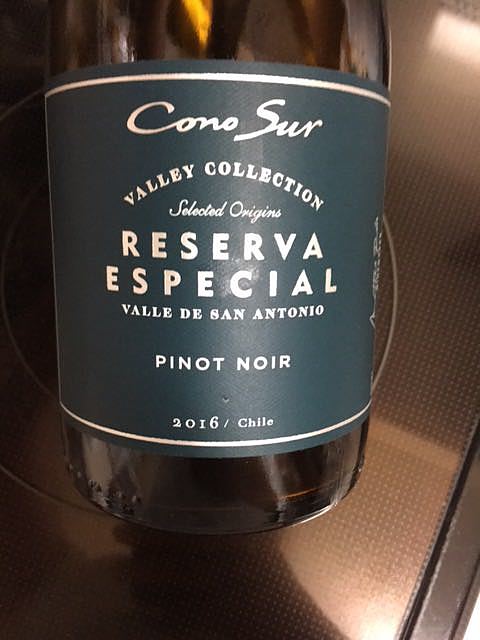 Cono Sur
VALLEY COLLECTION
Selected Origins
RESERVA
ESPECIAL
VALLE DE SAN ANTONIO
PINOT NOIR
2016 / Chile